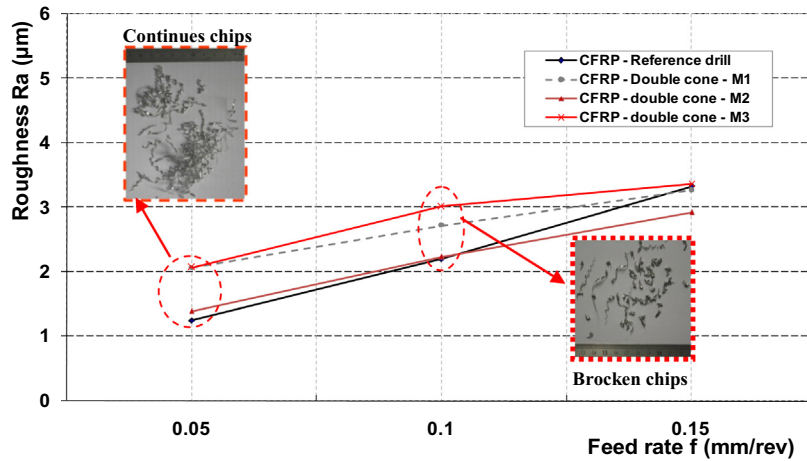 Continues chips
CFRP - Reference drill
CFRP - Double cone - M1
CFRP - double cone - M2
CFRP - double cone - M3
Roughness Ra (µm)
6
5
4
3
2
1
0
Brocken chips
0.05
0.1
0.15
Feed rate f (mm/rev)